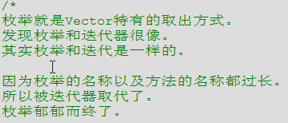 /*
枚举就是Vector特有的取出方式。
发现枚举和迭代器很像。
其实枚举和迭代是一样的。
因为枚举的名称以及方法的名称都过长。
所以被迭代器取代了。
枚举郁郁而终了。